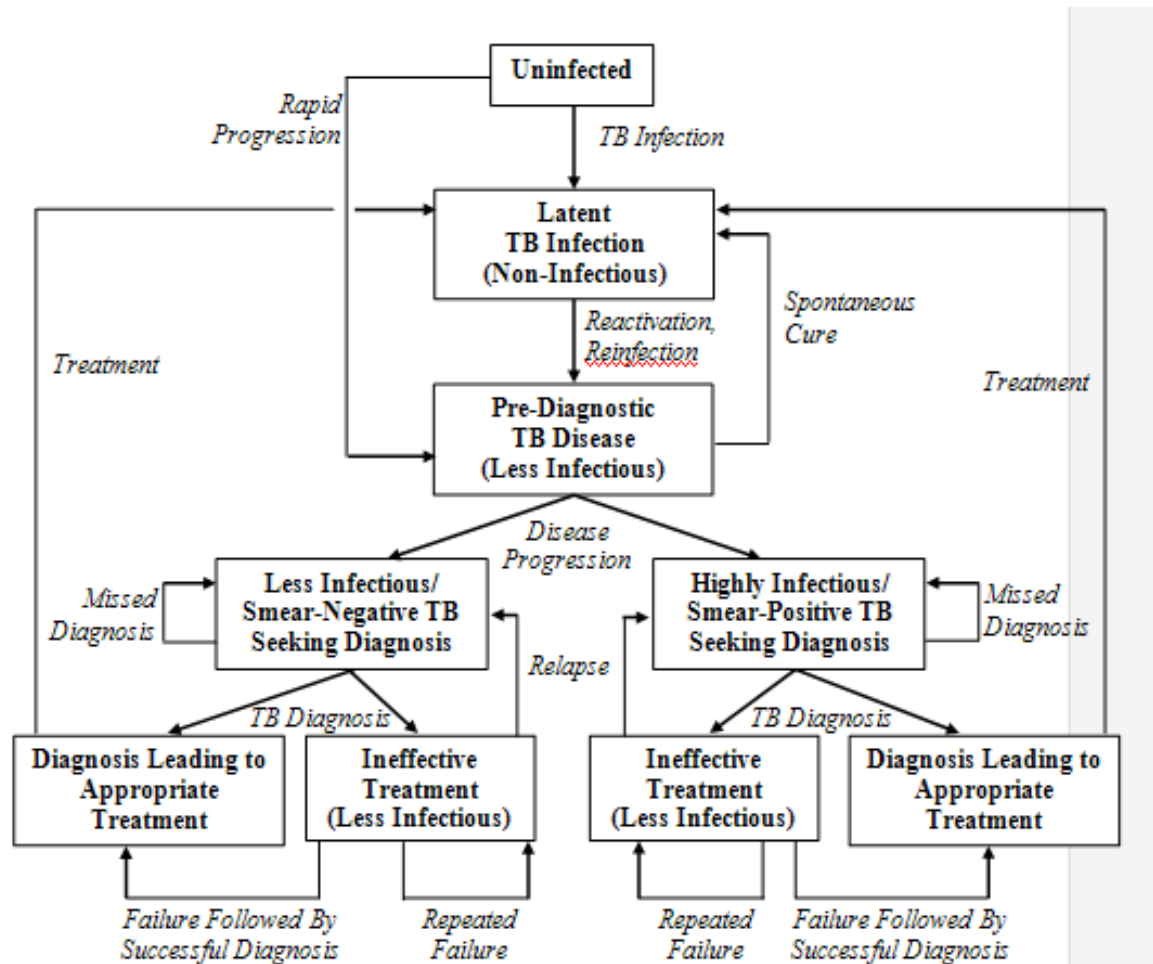 Uninfected
Rapid
Progression
TB Infection
Latent
TB Infection
(Non-Infectious)
Reactivation,
Reinfection
Spontaneous
Cure
Treatment
Treatment
Pre-Diagnostic
TB Disease
(Less Infectious)
Disease
Progression
Less Infectious/
Smear-Negative TB
Seeking Diagnosis
Highly Infectious/
Smear-Positive TB
Seeking Diagnosis
Missed
Diagnosis
Missed
Diagnosis
Relapse
TB Diagnosis
TB Diagnosis
Diagnosis Leading to
Appropriate
Treatment
Ineffective
Treatment
(Less Infectious)
Ineffective
Treatment
(Less Infectious)
Diagnosis Leading to
Appropriate
Treatment
Failure Followed By
Successful Diagnosis
Repeated
Failure
Repeated
Failure
Failure Followed By
Successful Diagnosis